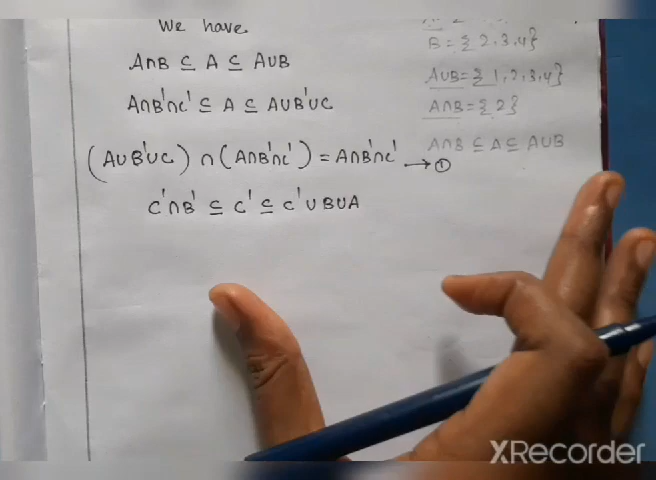 We have
A∩B ⊆ A ⊆ A∪B
A∩B'∩C' ⊆ A ⊆ A∪B'∪C
(A∪B'∪C) ∩ (A∩B'∩C') = A∩B'∩C' → ①
C'∩B' ⊆ C' ⊆ C'∪B∪A
B = {2,3,4}
A∪B = {1,2,3,4}
A∩B = {2}
A∩B ⊆ A ⊆ A∪B
XRecorder